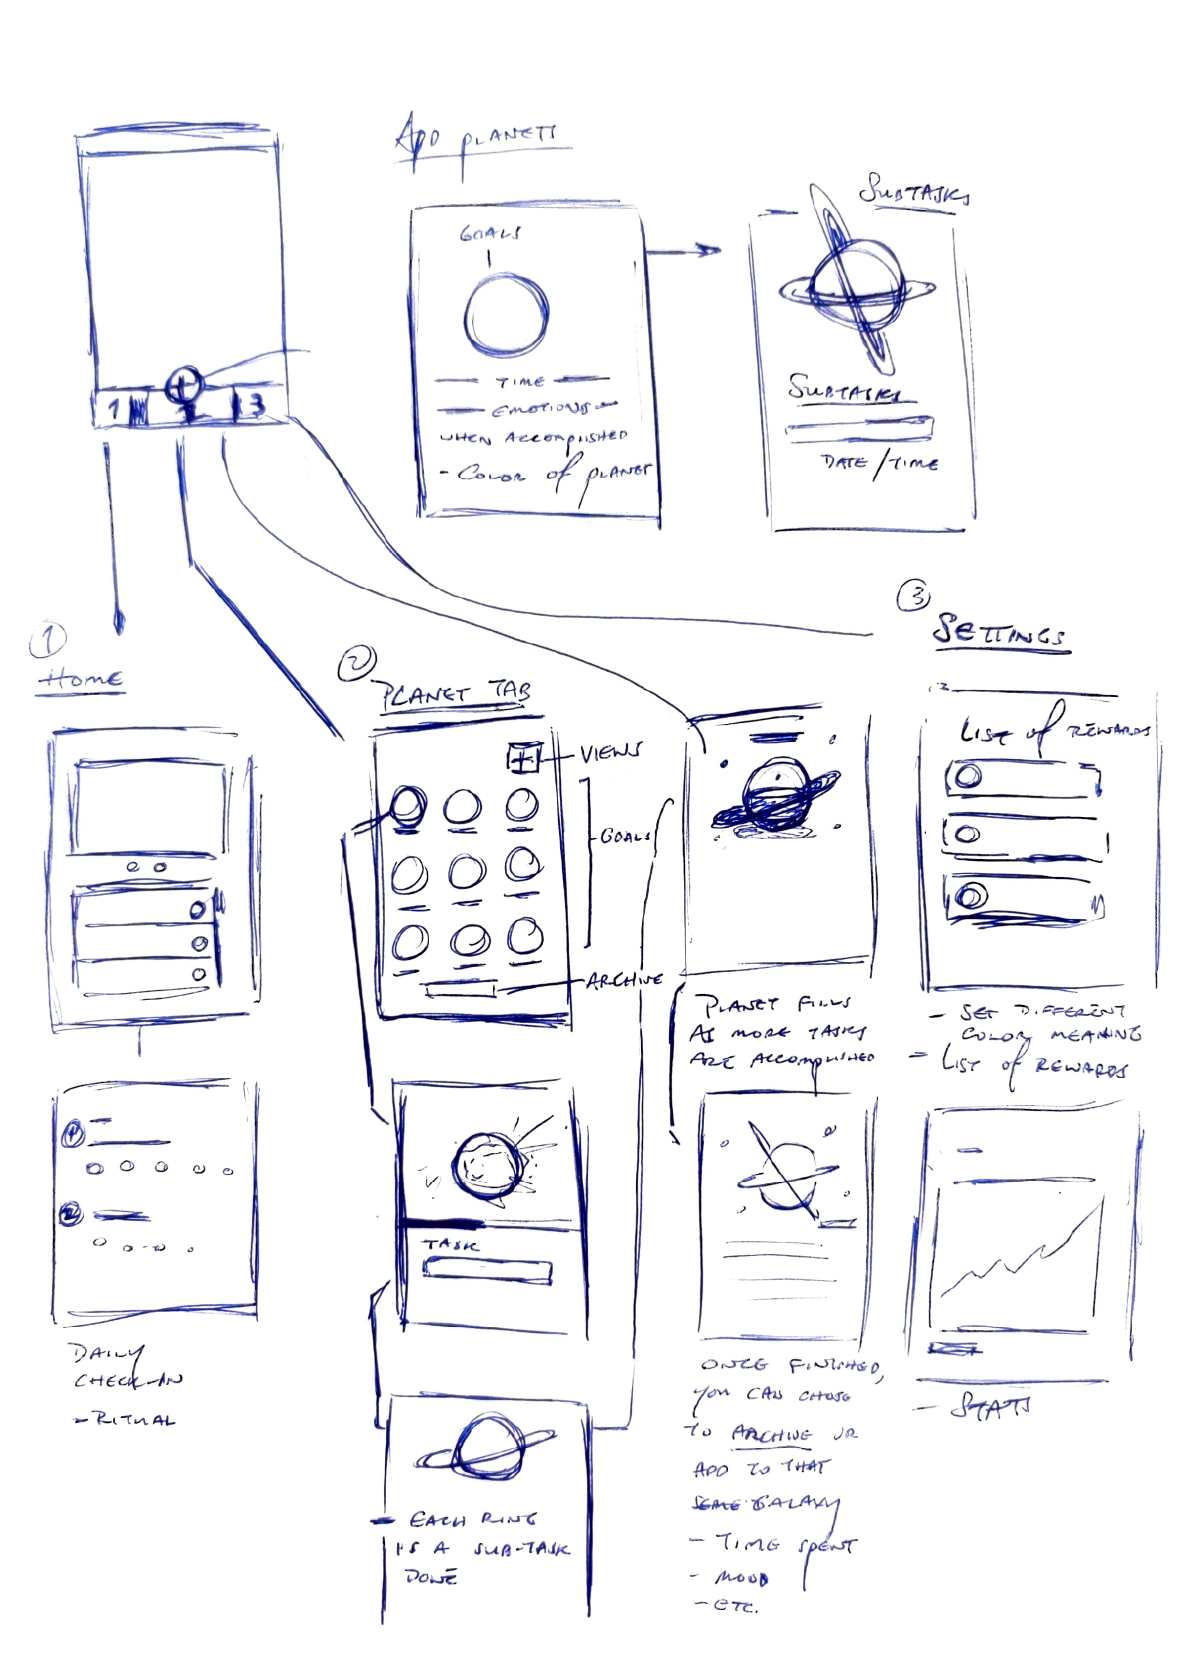 ADD PLANETS
GOALS
TIME
EMOTIONS
WHEN ACCOMPLISHED
- COLOR of PLANET
SUBTASKS
SUBTASKS
DATE/TIME
+
1
2
3
1
HOME
DAILY
CHECK-IN
- RITUAL
1
2
2
PLANET TAB
VIEWS
GOALS
ARCHIVE
TASK
- EACH RING
IS A SUB-TASK
DONE
PLANET FILLS
AS MORE TASKS
ARE ACCOMPLISHED
ONCE FINISHED,
YOU CAN CHOSE
TO ARCHIVE OR
ADD TO THAT
GALAXY
- TIME SPENT
- MOOD
- ETC.
3
SETTINGS
LIST of REWARDS
- SET DIFFERENT
COLOR MEANING
- LIST of REWARDS
- STATS